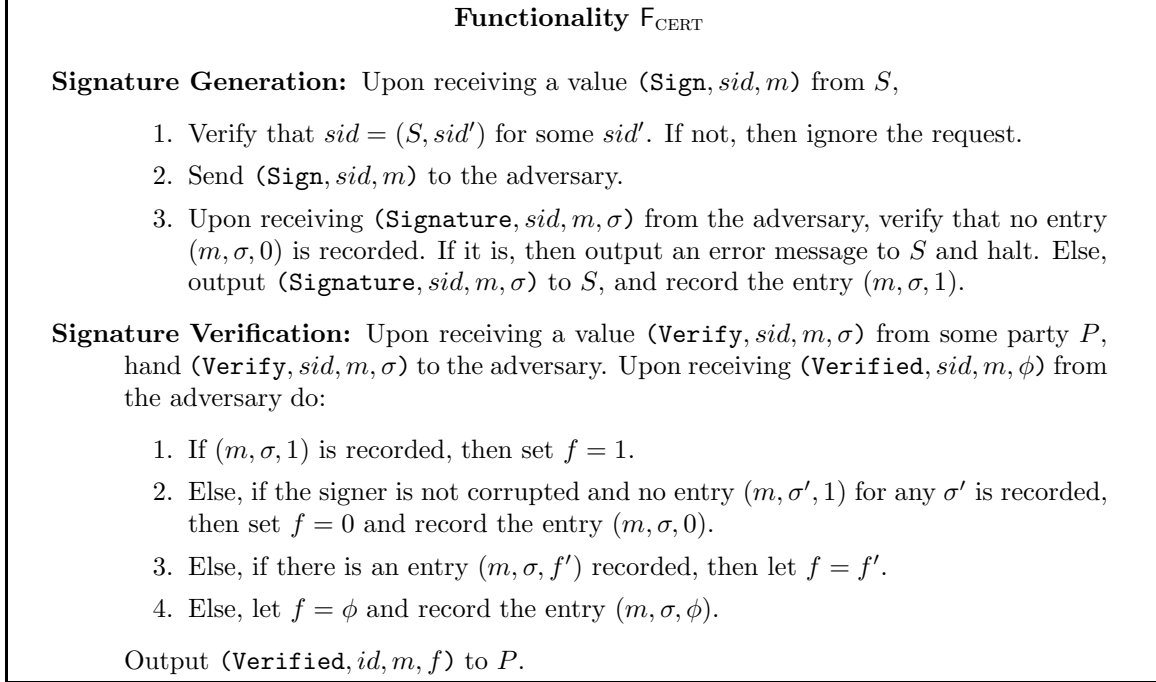 Functionality F_CERT
Signature Generation: Upon receiving a value (Sign, sid, m) from S,
1. Verify that sid = (S, sid′) for some sid′. If not, then ignore the request.
2. Send (Sign, sid, m) to the adversary.
3. Upon receiving (Signature, sid, m, σ) from the adversary, verify that no entry
(m, σ, 0) is recorded. If it is, then output an error message to S and halt. Else,
output (Signature, sid, m, σ) to S, and record the entry (m, σ, 1).
Signature Verification: Upon receiving a value (Verify, sid, m, σ) from some party P,
hand (Verify, sid, m, σ) to the adversary. Upon receiving (Verified, sid, m, ϕ) from
the adversary do:
1. If (m, σ, 1) is recorded, then set f = 1.
2. Else, if the signer is not corrupted and no entry (m, σ′, 1) for any σ′ is recorded,
then set f = 0 and record the entry (m, σ, 0).
3. Else, if there is an entry (m, σ, f′) recorded, then let f = f′.
4. Else, let f = ϕ and record the entry (m, σ, ϕ).
Output (Verified, id, m, f) to P.